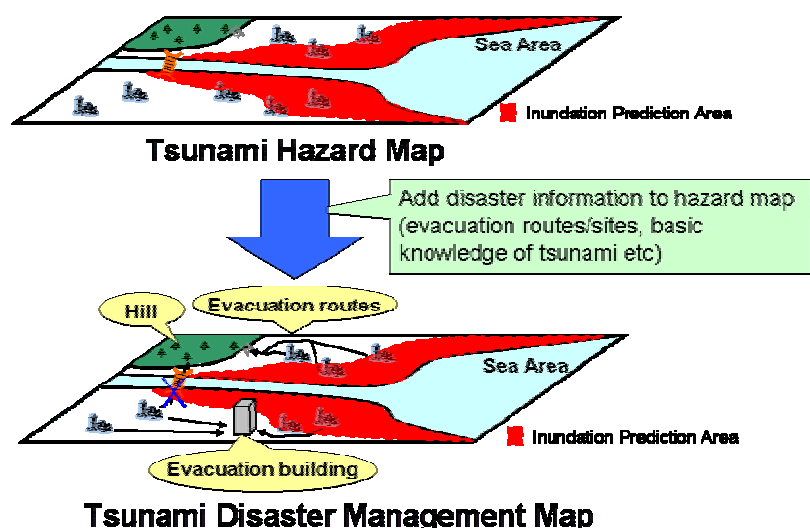 Sea Area
Inundation Prediction Area
Tsunami Hazard Map
Add disaster information to hazard map
(evacuation routes/sites, basic
knowledge of tsunami etc)
Evacuation routes
Hill
Sea Area
Inundation Prediction Area
Evacuation building
Tsunami Disaster Management Map